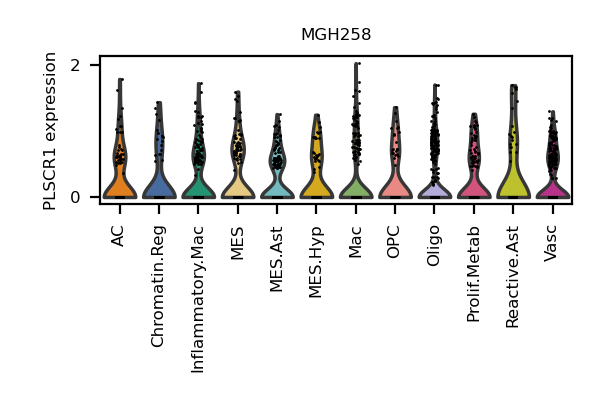 MGH258
PLSCR1 expression
2
0
AC
Chromatin.Reg
Inflammatory.Mac
MES
MES.Ast
MES.Hyp
Mac
OPC
Oligo
Prolif.Metab
Reactive.Ast
Vasc